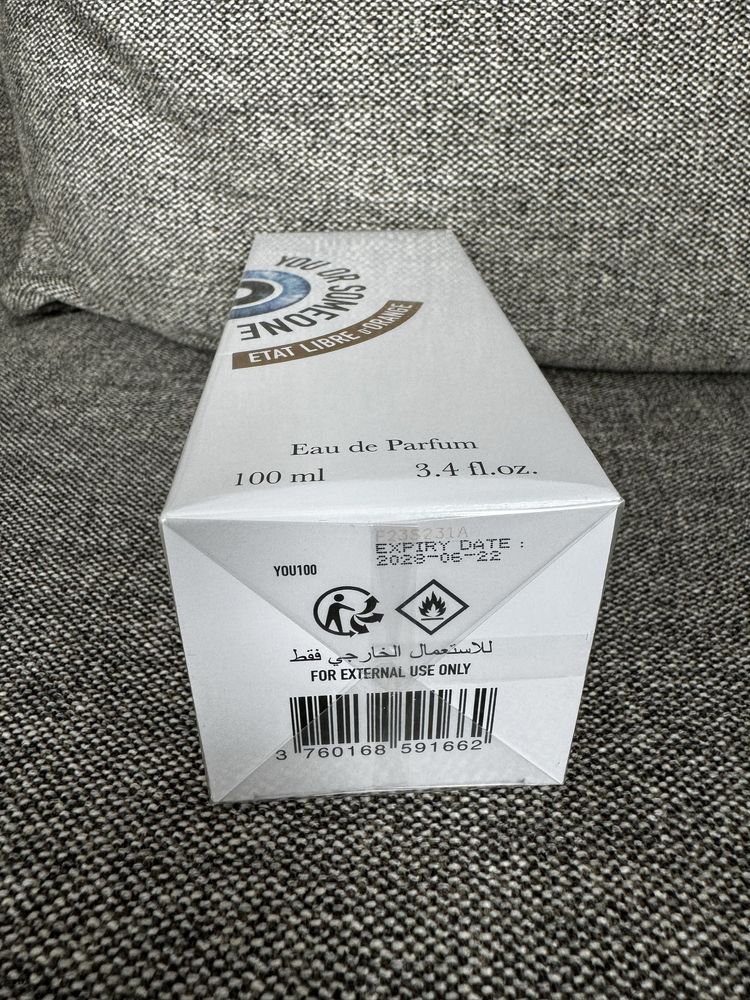 YOU OR SOMEONE
ETAT LIBRE D'ORANGE
Eau de Parfum
100 ml 3.4 fl.oz.
F23S231A
EXPIRY DATE :
2028-06-22
YOU100
للاستعمال الخارجي فقط
FOR EXTERNAL USE ONLY
3 760168 591662